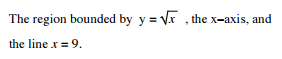 The region bounded by y = √x , the x–axis, and
the line x = 9.